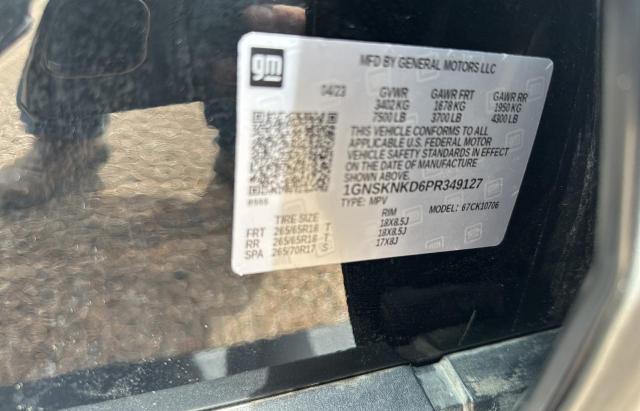 gm
MFD BY GENERAL MOTORS LLC
04/23 GVWR GAWR FRT GAWR RR
3402 KG 1678 KG 1950 KG
7500 LB 3700 LB 4300 LB
THIS VEHICLE CONFORMS TO ALL
APPLICABLE U.S. FEDERAL MOTOR
VEHICLE SAFETY STANDARDS IN EFFECT
ON THE DATE OF MANUFACTURE
SHOWN ABOVE.
1GNSKNKD6PR349127
TYPE: MPV MODEL: 67CK10706
TIRE SIZE RIM
FRT 265/65R18 T 18X8.5J
RR 265/65R18 T 18X8.5J
SPA 265/70R17 S 17X8J